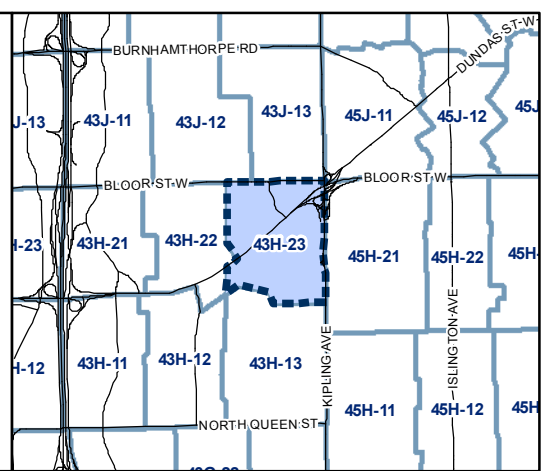 BURNHAMTHORPE RD
DUNDAS ST W
J-13
43J-11
43J-12
43J-13
45J-11
45J-12
45J
BLOOR ST W
BLOOR ST W
H-23
43H-21
43H-22
43H-23
45H-21
45H-22
45H
KIPLING AVE
ISLINGTON AVE
H-12
43H-11
43H-12
43H-13
45H-11
45H-12
45H
NORTH QUEEN ST